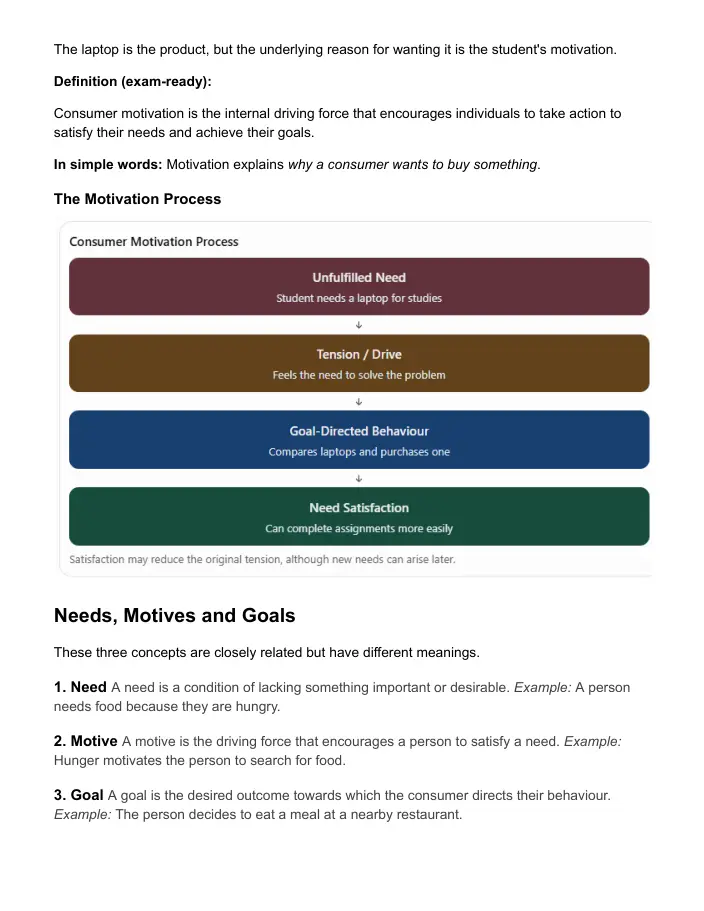 The laptop is the product, but the underlying reason for wanting it is the student's motivation.
Definition (exam-ready):
Consumer motivation is the internal driving force that encourages individuals to take action to
satisfy their needs and achieve their goals.
In simple words: Motivation explains why a consumer wants to buy something.
The Motivation Process
Consumer Motivation Process
Unfulfilled Need
Student needs a laptop for studies
↓
Tension / Drive
Feels the need to solve the problem
↓
Goal-Directed Behaviour
Compares laptops and purchases one
↓
Need Satisfaction
Can complete assignments more easily
Satisfaction may reduce the original tension, although new needs can arise later.
Needs, Motives and Goals
These three concepts are closely related but have different meanings.
1. Need A need is a condition of lacking something important or desirable. Example: A person
needs food because they are hungry.
2. Motive A motive is the driving force that encourages a person to satisfy a need. Example:
Hunger motivates the person to search for food.
3. Goal A goal is the desired outcome towards which the consumer directs their behaviour.
Example: The person decides to eat a meal at a nearby restaurant.